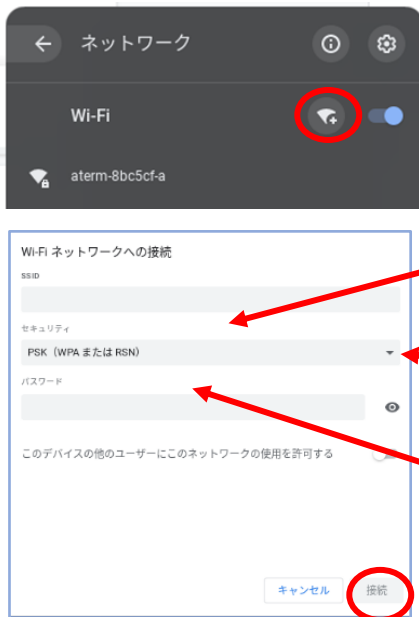 ネットワーク
Wi-Fi
aterm-8bc5cf-a
Wi-Fi ネットワークへの接続
SSID
セキュリティ
PSK（WPA または RSN）
パスワード
このデバイスの他のユーザーにこのネットワークの使用を許可する
キャンセル
接続